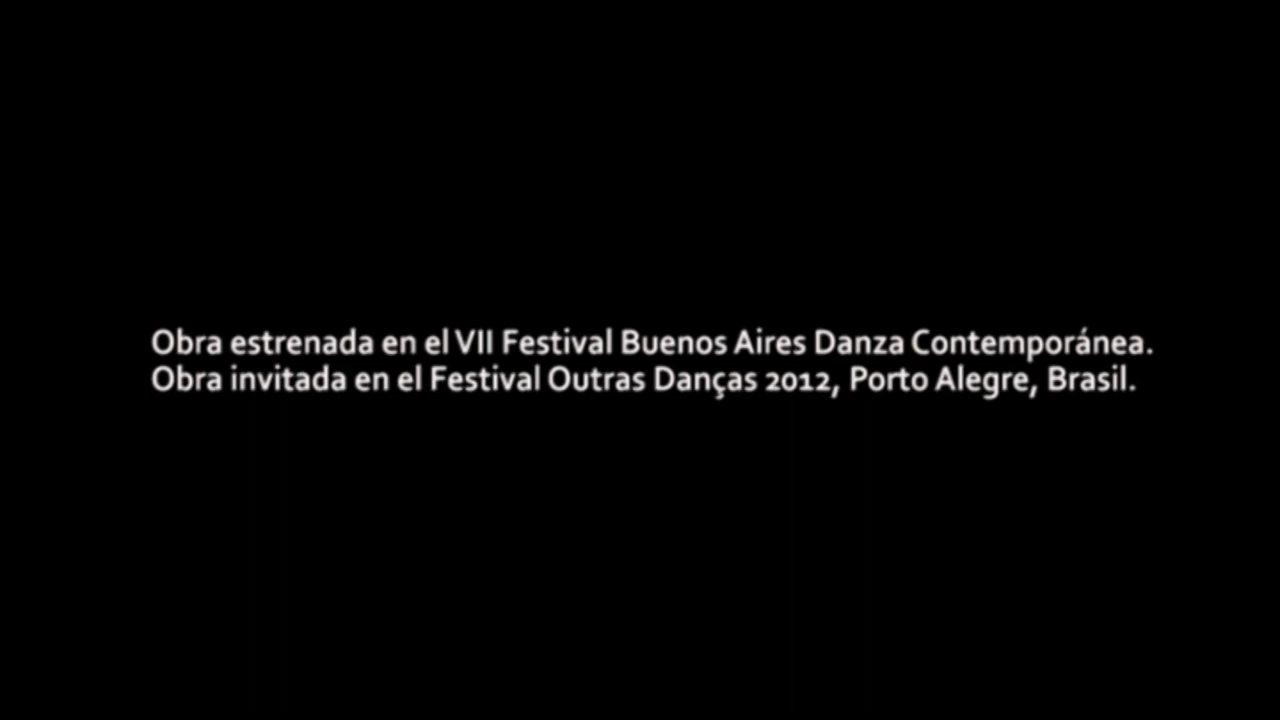 Obra estrenada en el VII Festival Buenos Aires Danza Contemporánea.
Obra invitada en el Festival Outras Danças 2012, Porto Alegre, Brasil.